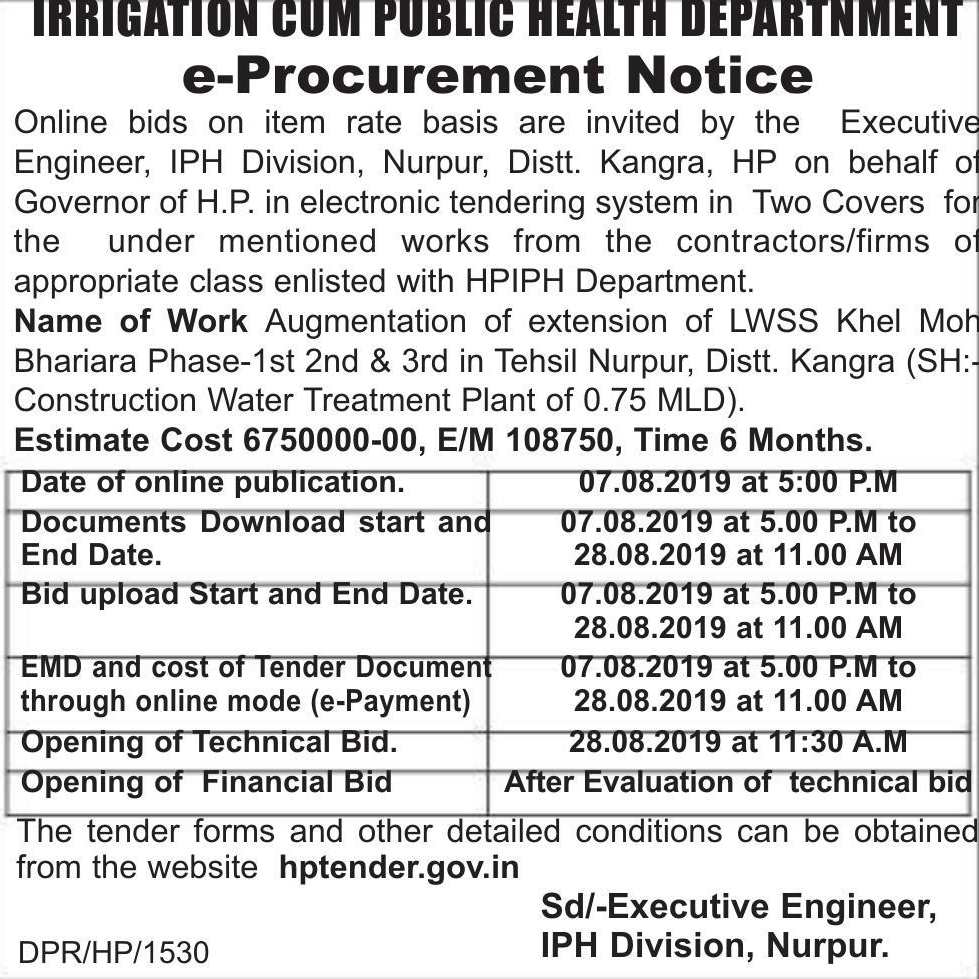 IRRIGATION CUM PUBLIC HEALTH DEPARTNMENT
e-Procurement Notice
Online bids on item rate basis are invited by the Executive
Engineer, IPH Division, Nurpur, Distt. Kangra, HP on behalf of
Governor of H.P. in electronic tendering system in Two Covers for
the under mentioned works from the contractors/firms of
appropriate class enlisted with HPIPH Department.
Name of Work Augmentation of extension of LWSS Khel Moh
Bhariara Phase-1st 2nd & 3rd in Tehsil Nurpur, Distt. Kangra (SH:-
Construction Water Treatment Plant of 0.75 MLD).
Estimate Cost 6750000-00, E/M 108750, Time 6 Months.
Date of online publication. 07.08.2019 at 5:00 P.M
Documents Download start and 07.08.2019 at 5.00 P.M to
End Date. 28.08.2019 at 11.00 AM
Bid upload Start and End Date. 07.08.2019 at 5.00 P.M to
28.08.2019 at 11.00 AM
EMD and cost of Tender Document 07.08.2019 at 5.00 P.M to
through online mode (e-Payment) 28.08.2019 at 11.00 AM
Opening of Technical Bid. 28.08.2019 at 11:30 A.M
Opening of Financial Bid After Evaluation of technical bid
The tender forms and other detailed conditions can be obtained
from the website hptender.gov.in
Sd/-Executive Engineer,
IPH Division, Nurpur.
DPR/HP/1530